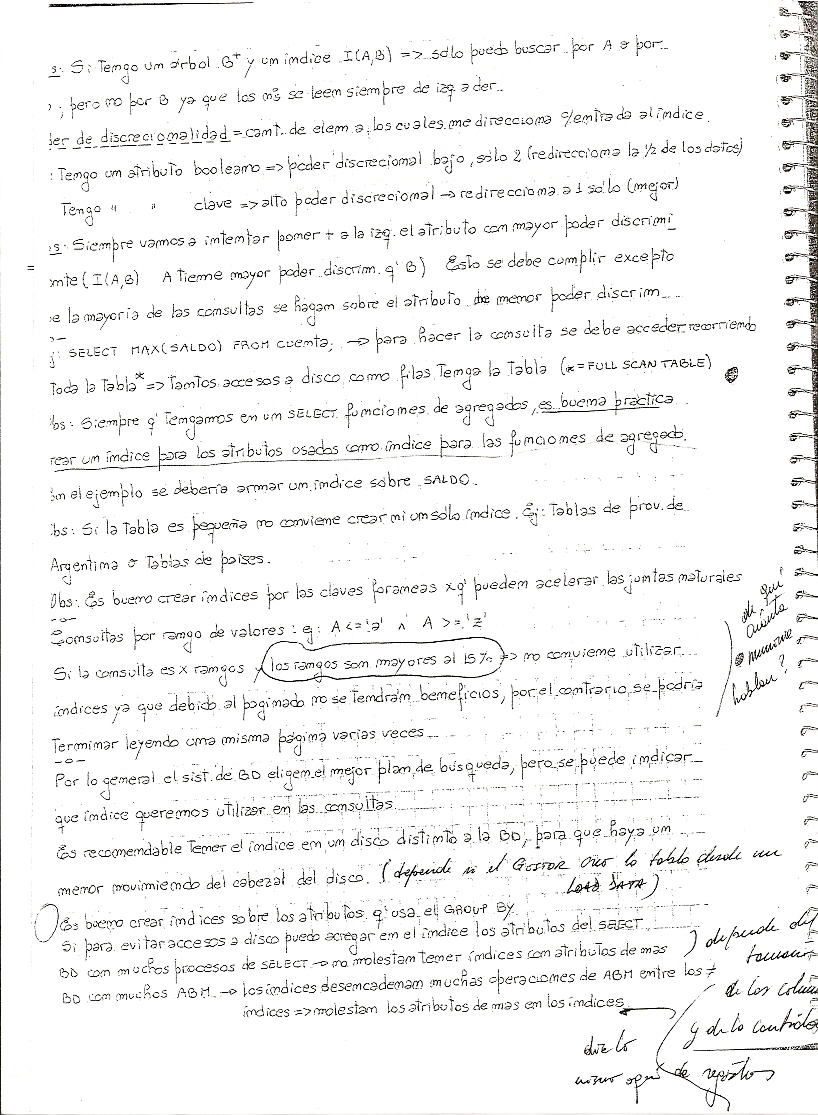 s: Si Tengo un árbol B+ y un índice I(A,B) => sólo puedo buscar por A o por
, pero no por B ya que los
se leen siempre de izq a der.
der de discrecionalidad = cant. de elem a los cuales me direcciona c/entrada al índice.
: Tengo un atributo booleano => poder discrecional bajo, sólo 2 (redirecciona la 1/2 de los datos)
Tengo " " clave => alto poder discrecional -> redirecciona a 1 sólo (mejor)
s: Siempre vamos a intentar poner + a la izq. el atributo con mayor poder discrimi
= nte (I(A,B) A tiene mayor poder discrim. q' B) Esto se debe cumplir excepto
e la mayoría de las consultas se hagan sobre el atributo de menor poder discrim
j: SELECT MAX(SALDO) FROM cuenta; -> para hacer la consulta se debe acceder recorriendo
toda la Tabla* => tantos accesos a disco como filas Tenga la tabla (* = FULL SCAN TABLE)
bs: Siempre q' Tengamos en un SELECT funciones de agregados, es buena práctica
rear un índice para los atributos usados como índice para las funciones de agregado.
En el ejemplo se debería armar un índice sobre SALDO.
bs: Si la Tabla es pequeña no conviene crear ni un sólo índice. Ej: Tablas de prov. de
Argentina o Tablas de países.
Obs: Es bueno crear índices por las claves foráneas xq' pueden acelerar las juntas naturales
Consultas por rango de valores: ej: A <= 'a' ^ A >= 'z'
Si la consulta es x rangos y los rangos son mayores al 15% => no conviene utilizar
índices ya que debido al paginado no se tendrán beneficios, por el contrario se podría
Terminar leyendo una misma página varias veces
-o-
de qué
hablan?
Por lo general el sist. de BD eligen el mejor plan de búsqueda, pero se puede indicar
que índice queremos utilizar en las consultas
Es recomendable Tener el índice en un disco distinto a la BD, para que haya un
menor movimiendo del cabezal del disco. (depende si el Gestor la tabla desde un
LOAD DATA)
Es bueno crear índices sobre los atributos q' usa el GROUP BY
Si para evitar accesos a disco puedo agregar en el índice los atributos del SELECT
BD con muchos procesos de SELECT -> no molestan tener índices con atributos de mas
BD con muchos ABM -> los índices desencadenan muchas operaciones de ABM entre los ≠
índices => molestan los atributos de mas en los índices
) depende del
tamaño
de las
y de la
de registros